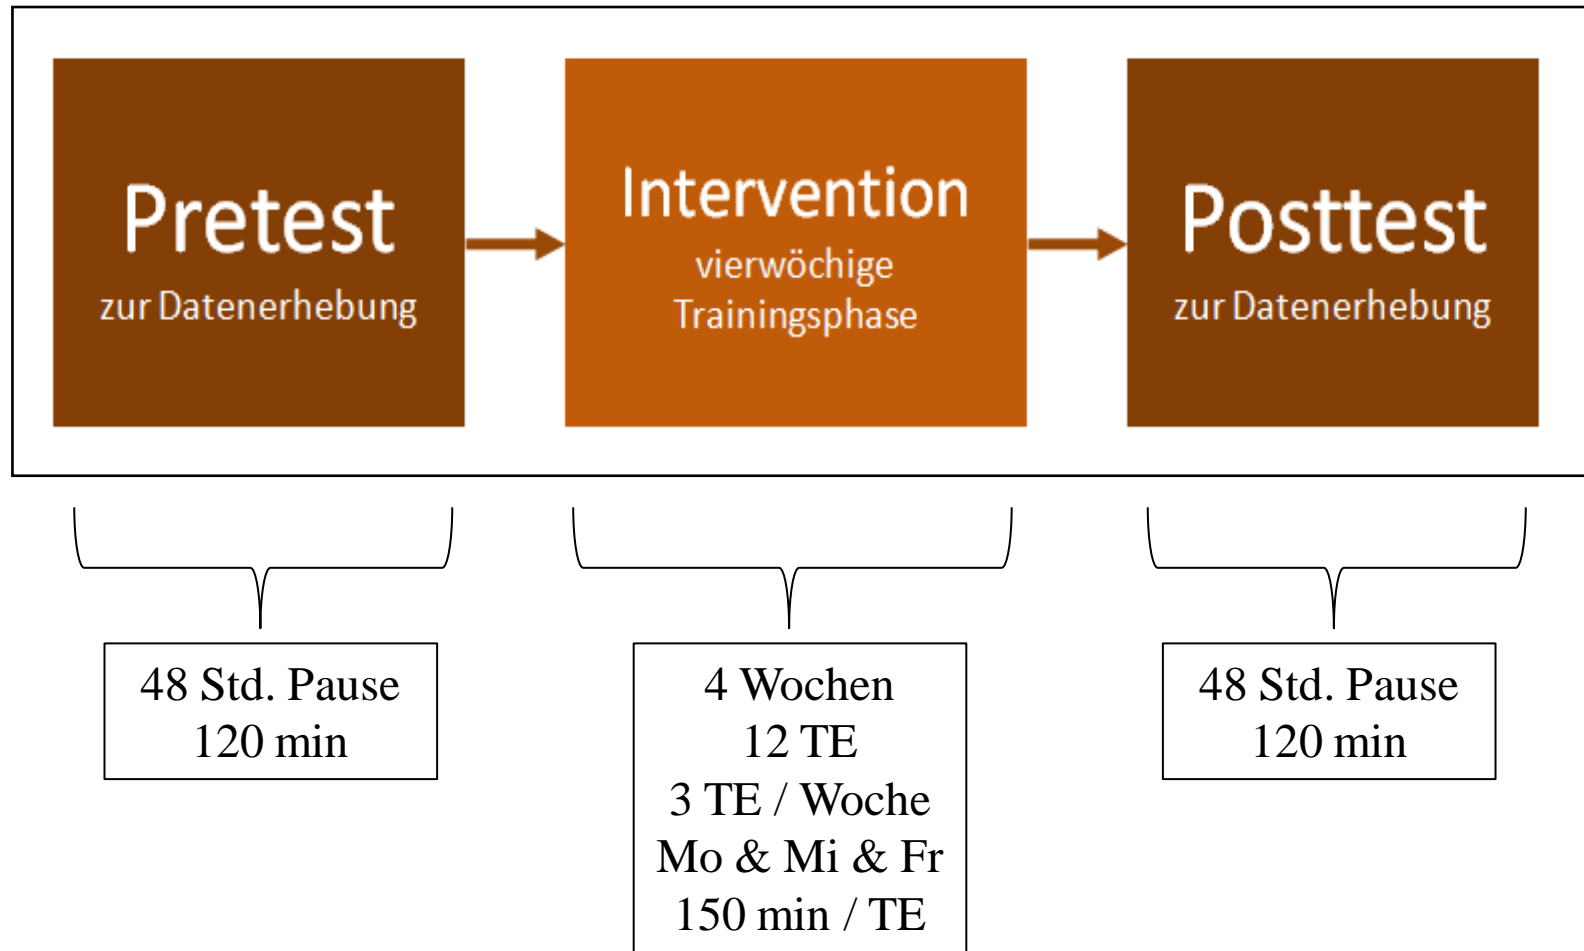 Pretest
zur Datenerhebung
Intervention
vierwöchige
Trainingsphase
Posttest
zur Datenerhebung
48 Std. Pause
120 min
4 Wochen
12 TE
3 TE / Woche
Mo & Mi & Fr
150 min / TE
48 Std. Pause
120 min